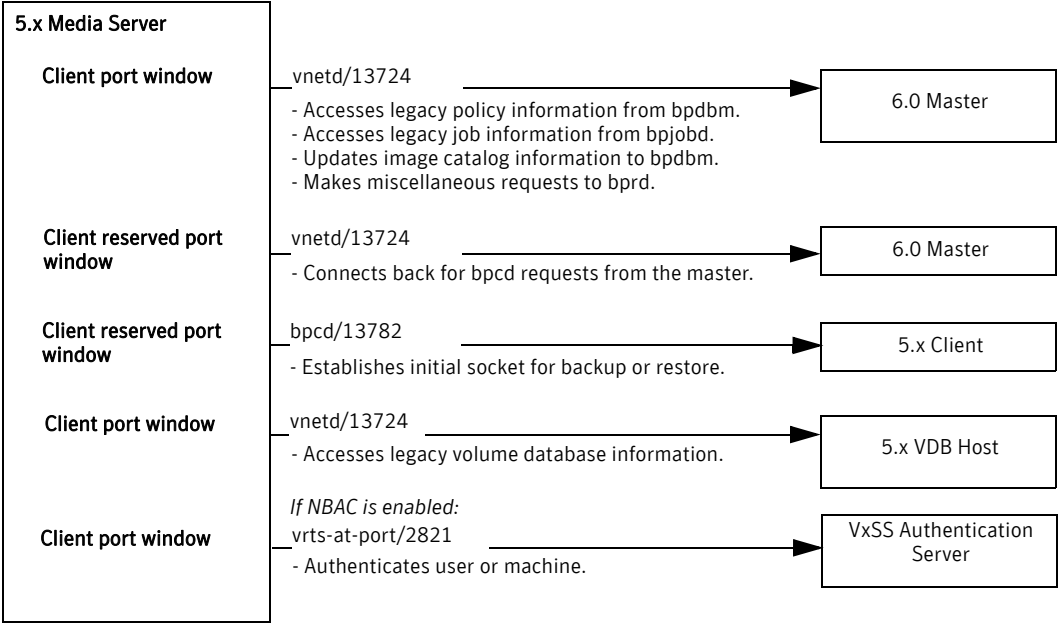 5.x Media Server
Client port window
vnetd/13724
- Accesses legacy policy information from bpdbm.
- Accesses legacy job information from bpjobd.
- Updates image catalog information to bpdbm.
- Makes miscellaneous requests to bprd.
6.0 Master
Client reserved port
window
vnetd/13724
- Connects back for bpcd requests from the master.
6.0 Master
Client reserved port
window
bpcd/13782
- Establishes initial socket for backup or restore.
5.x Client
Client port window
vnetd/13724
- Accesses legacy volume database information.
5.x VDB Host
Client port window
If NBAC is enabled:
vrts-at-port/2821
- Authenticates user or machine.
VxSS Authentication
Server